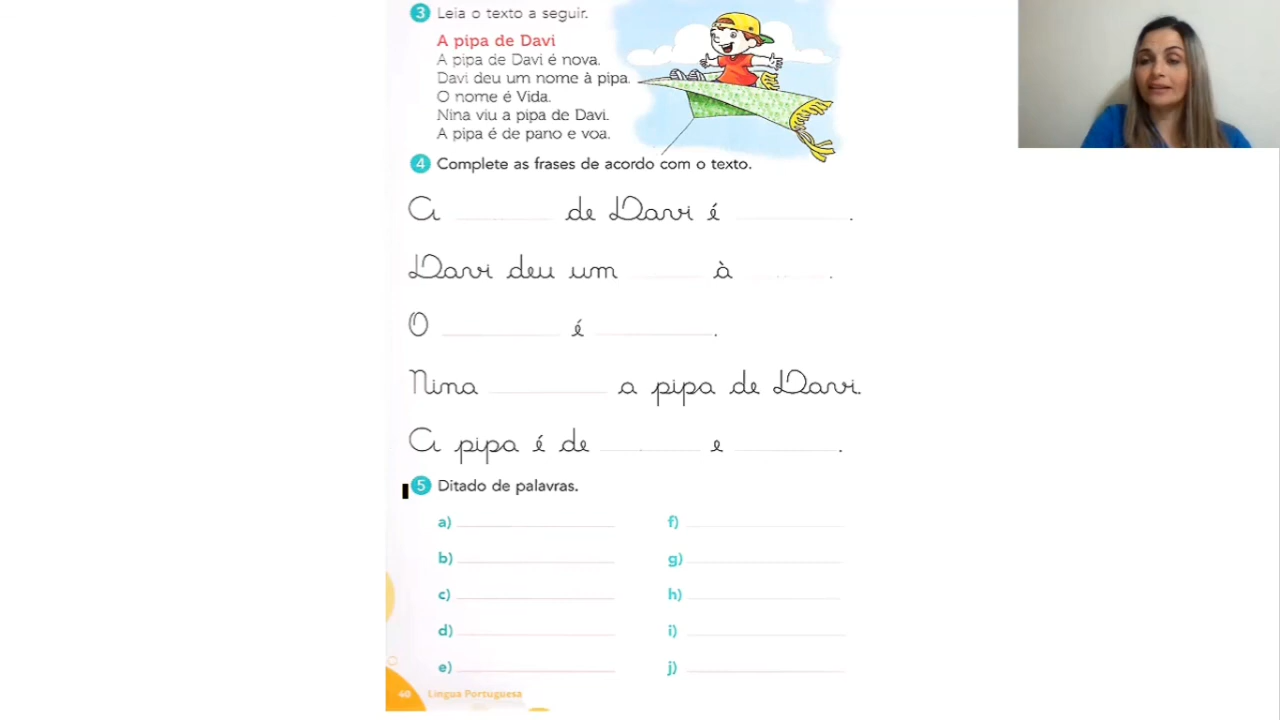 3 Leia o texto a seguir.
A pipa de Davi
A pipa de Davi é nova.
Davi deu um nome à pipa.
O nome é Vida.
Nina viu a pipa de Davi.
A pipa é de pano e voa.
4 Complete as frases de acordo com o texto.
A de Davi é .
Davi deu um à .
O é .
Nina a pipa de Davi.
A pipa é de e .
5 Ditado de palavras.
a) f)
b) g)
c) h)
d) i)
e) j)
40 Língua Portuguesa